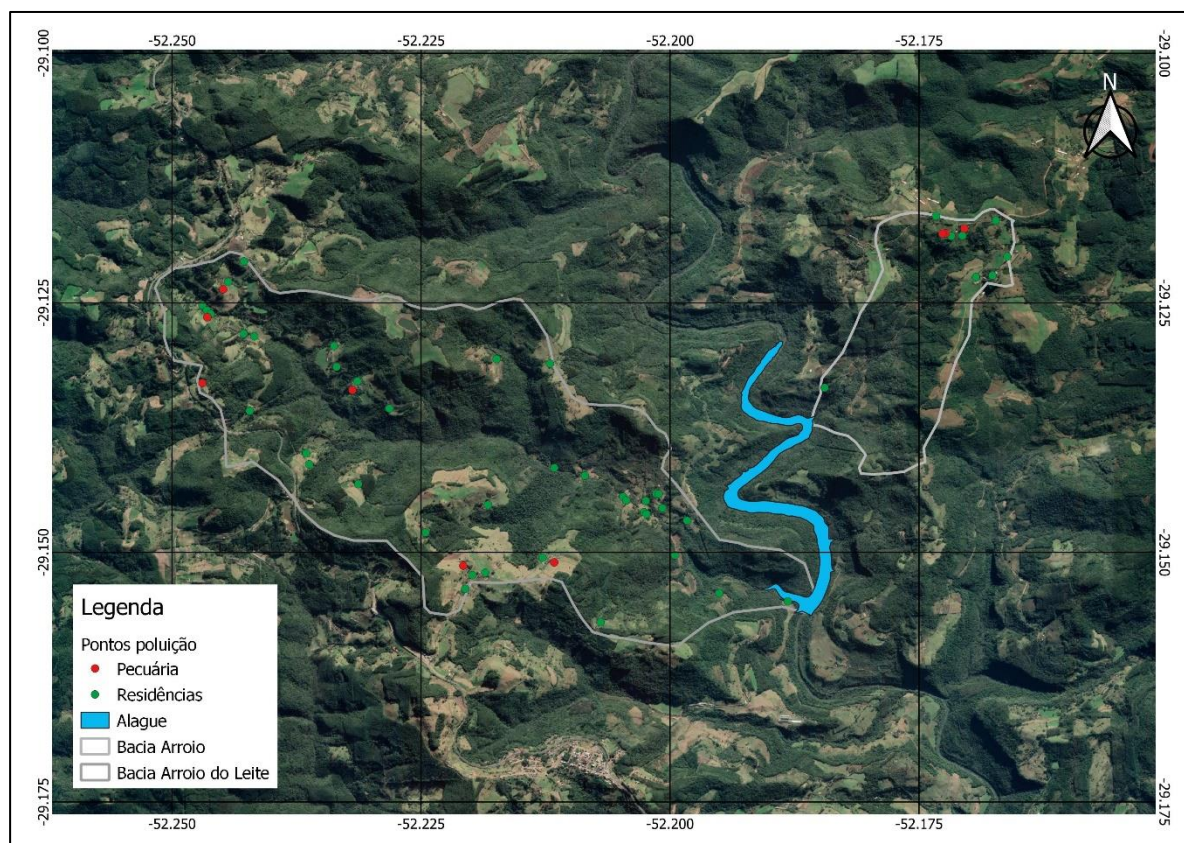 -52.250
-52.225
-52.200
-52.175
-29.100
-29.100
N
-29.125
-29.125
-29.150
-29.150
Legenda
Pontos poluição
Pecuária
Residências
Alague
Bacia Arroio
Bacia Arroio do Leite
-29.175
-29.175
-52.250
-52.225
-52.200
-52.175